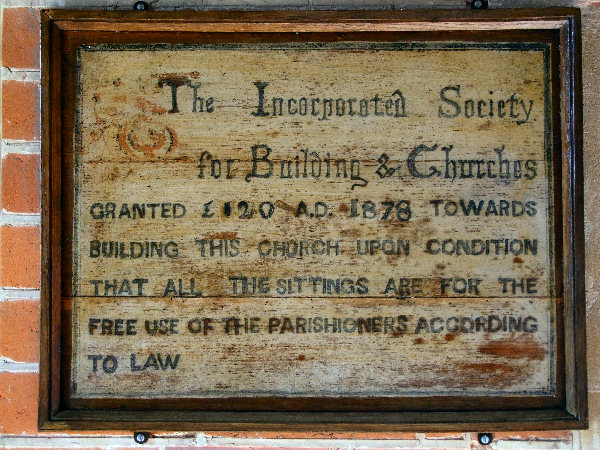 The Incorporated Society
for Building & Churches
GRANTED £120 A.D. 1878 TOWARDS
BUILDING THIS CHURCH UPON CONDITION
THAT ALL THE SITTINGS ARE FOR THE
FREE USE OF THE PARISHIONERS ACCORDING
TO LAW